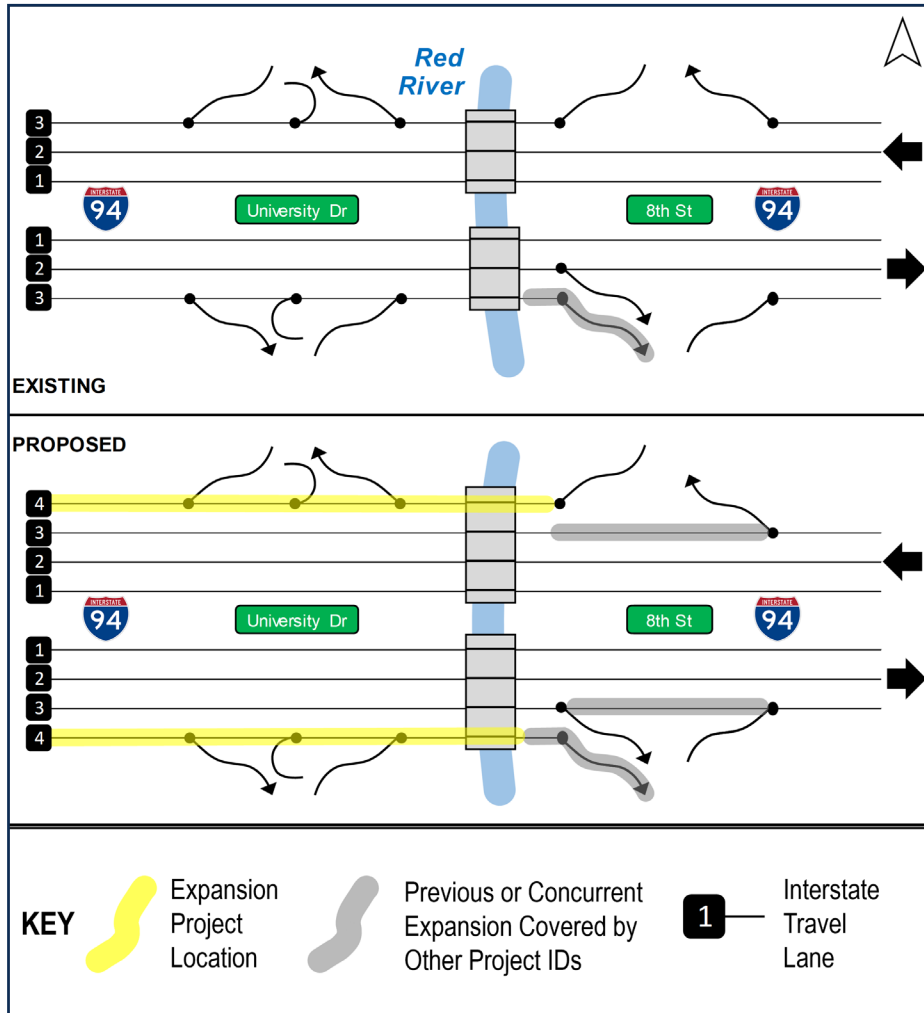 Red
River
3
2
1
INTERSTATE
94
University Dr
8th St
INTERSTATE
94
1
2
3
EXISTING
PROPOSED
4
3
2
1
INTERSTATE
94
University Dr
8th St
INTERSTATE
94
1
2
3
4
KEY
Expansion
Project
Location
Previous or Concurrent
Expansion Covered by
Other Project IDs
1
Interstate
Travel
Lane